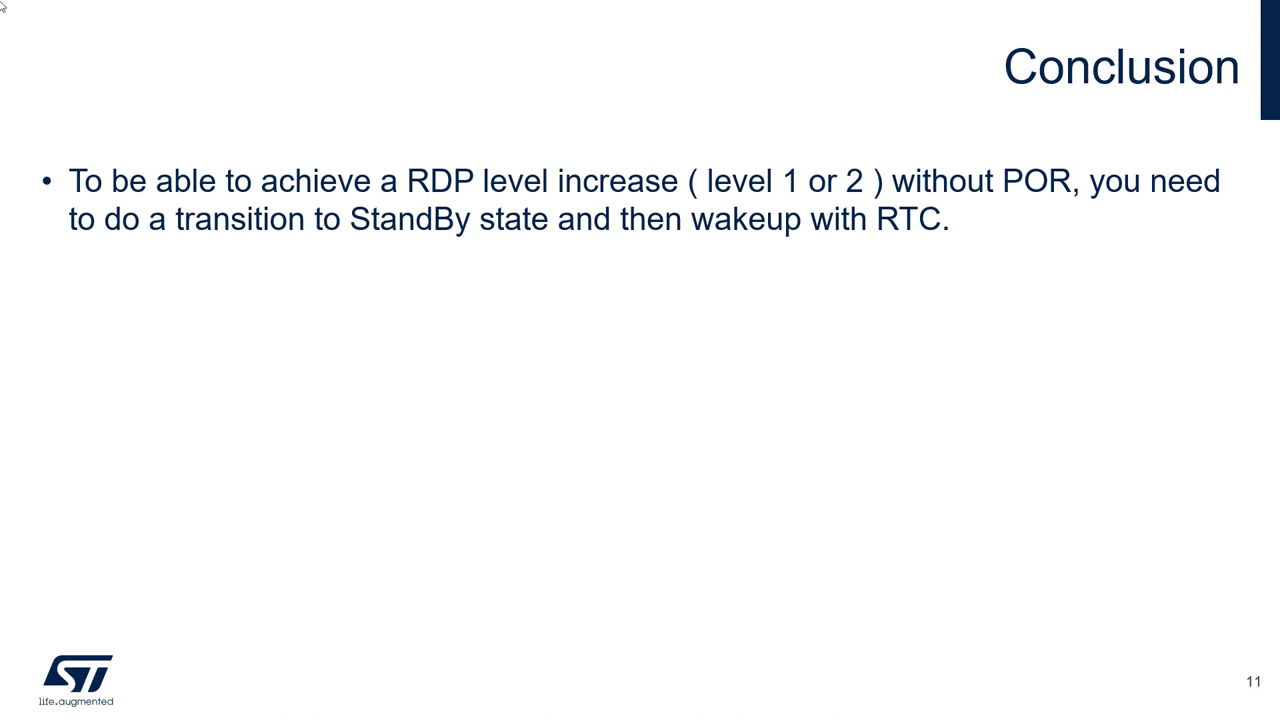 Conclusion
• To be able to achieve a RDP level increase ( level 1 or 2 ) without POR, you need
to do a transition to StandBy state and then wakeup with RTC.
ST
life.augmented
11